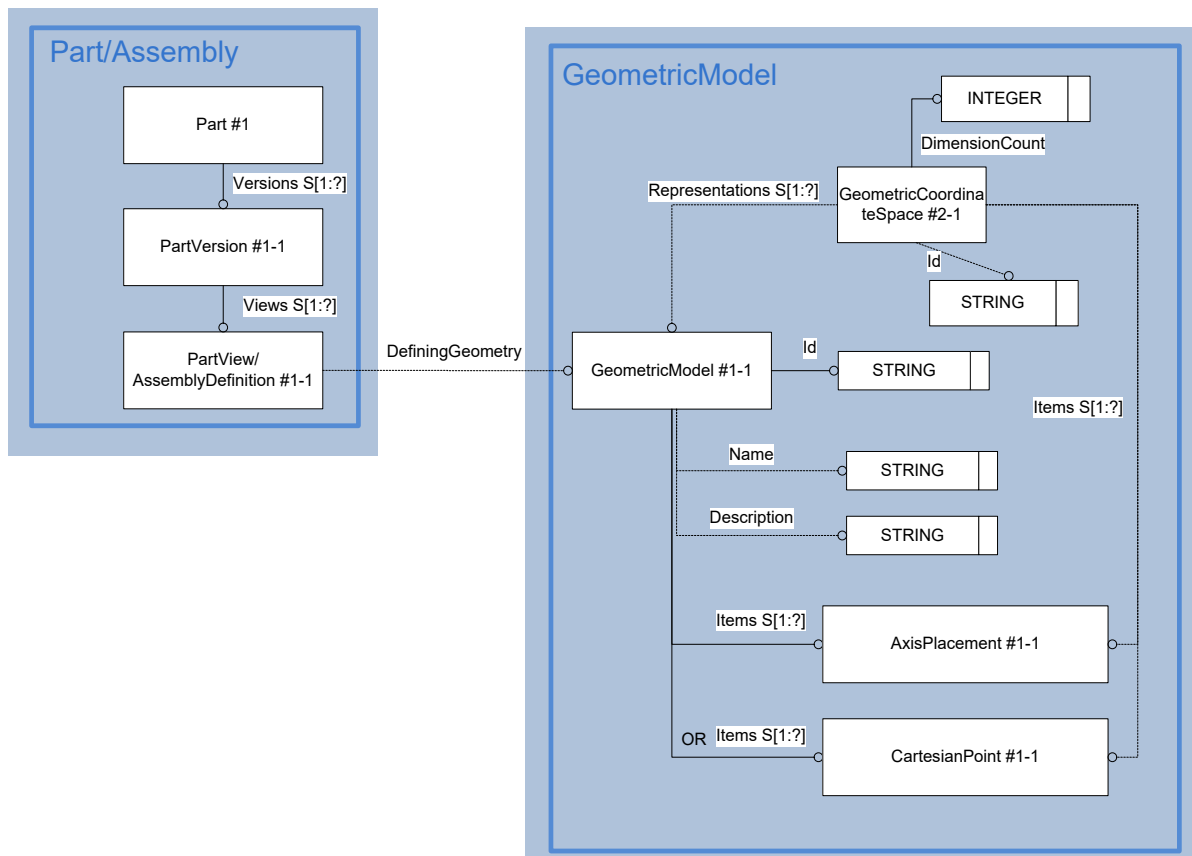 Part/Assembly
Part #1
Versions S[1:?]
PartVersion #1-1
Views S[1:?]
PartView/
AssemblyDefinition #1-1
DefiningGeometry
GeometricModel
INTEGER
DimensionCount
Representations S[1:?]
GeometricCoordina
teSpace #2-1
Id
STRING
GeometricModel #1-1
Id
STRING
Items S[1:?]
Name
STRING
Description
STRING
Items S[1:?]
AxisPlacement #1-1
OR
Items S[1:?]
CartesianPoint #1-1